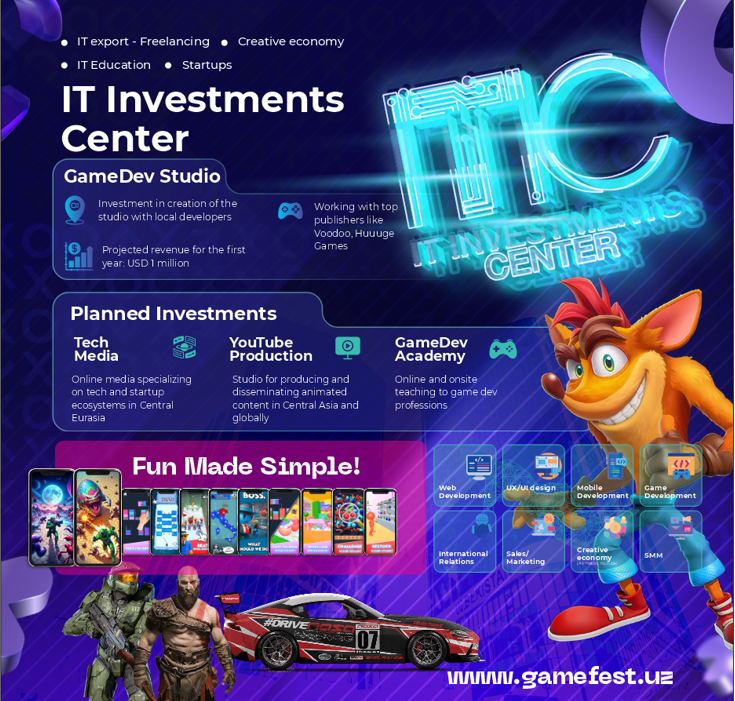 IT export - Freelancing
Creative economy
IT Education
Startups
IT Investments
Center
ITIC
IT INVESTMENTS
CENTER
GameDev Studio
Investment in creation of the
studio with local developers
Working with top
publishers like
Voodoo, Huuuge
Games
Projected revenue for the first
year: USD 1 million
Planned Investments
Tech
Media
YouTube
Production
GameDev
Academy
Online media specializing
on tech and startup
ecosystems in Central
Eurasia
Studio for producing and
disseminating animated
content in Central Asia and
globally
Online and onsite
teaching to game dev
professions
Fun Made Simple!
BOSS,
WHAT
WOULD WE DO
Web
Development
UX/UI design
Mobile
Development
Game
Development
International
Relations
Sales/
Marketing
Creative
economy
SMM
#DRIVE
07
www.gamefest.uz